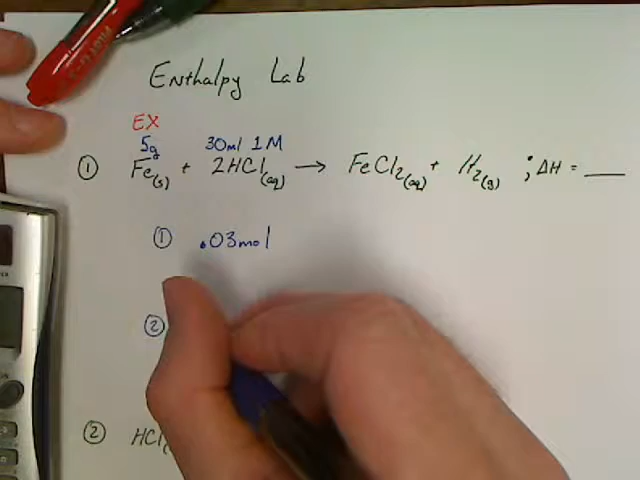 Enthalpy Lab
EX
5g 30ml 1M
① Fe(s) + 2HCl(aq) → FeCl2(aq) + H2(g) ; ΔH = ____
① .03mol
②
② HCl(